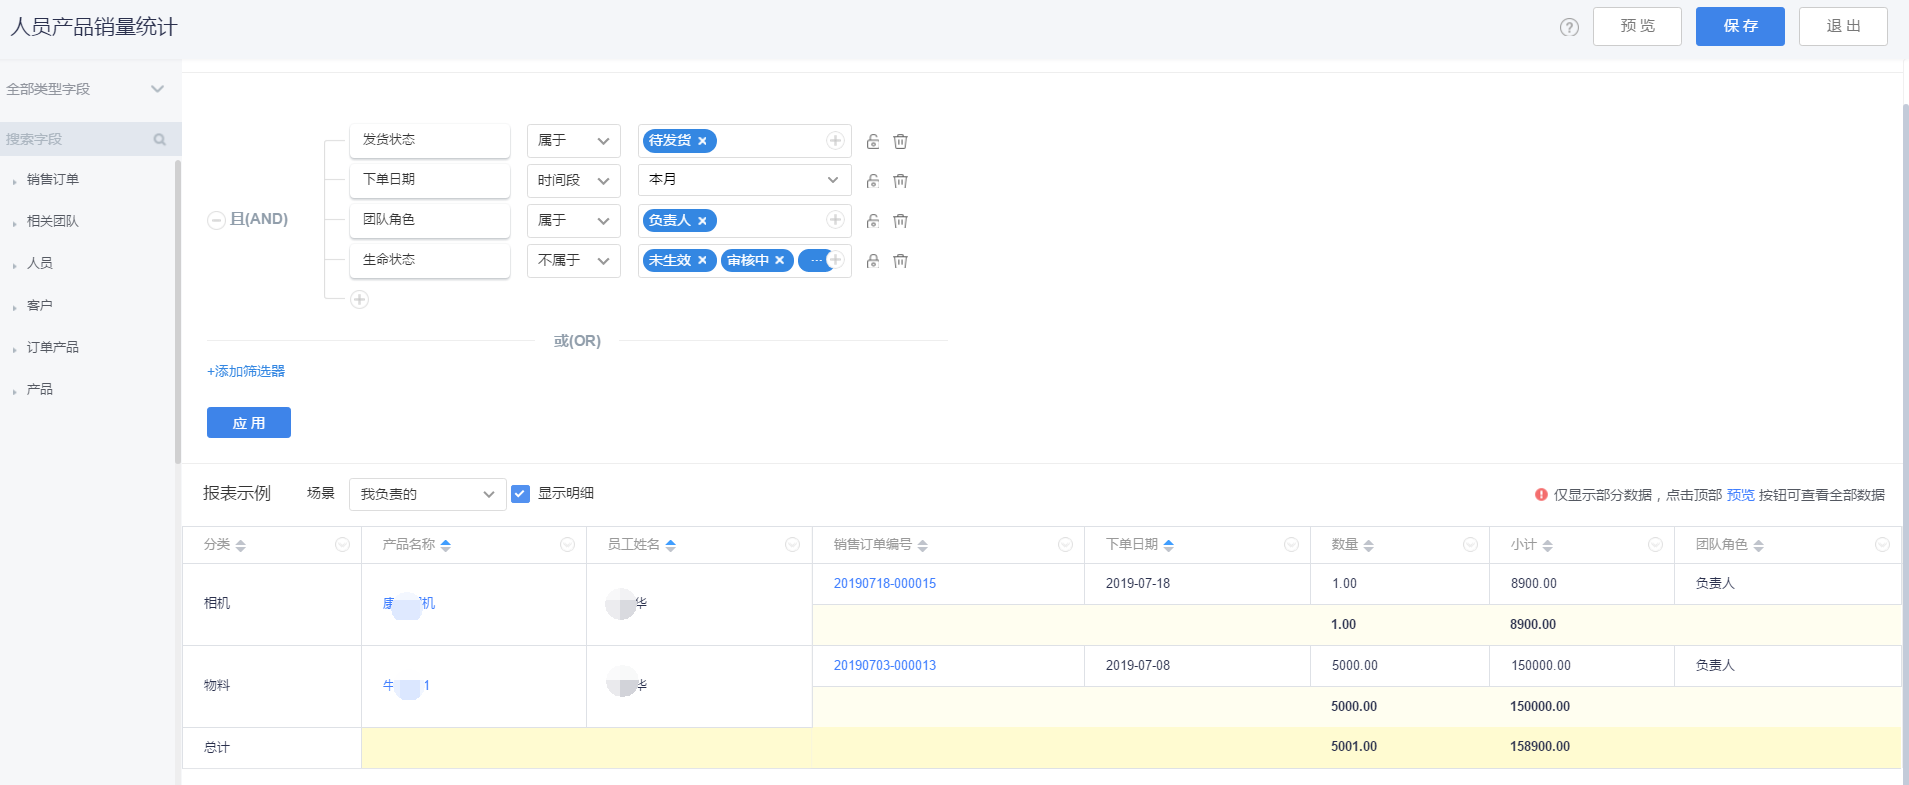 人员产品销量统计
预览
保存
退出
全部类型字段
搜索字段
销售订单
相关团队
人员
客户
订单产品
产品
且(AND)
发货状态 属于 待发货
下单日期 时间段 本月
团队角色 属于 负责人
生命状态 不属于 未生效 审核中 ...
或(OR)
+添加筛选器
应用
报表示例 场景 我负责的 显示明细
仅显示部分数据，点击顶部 预览 按钮可查看全部数据
分类 产品名称 员工姓名 销售订单编号 下单日期 数量 小计 团队角色
相机 机 华 20190718-000015 2019-07-18 1.00 8900.00 负责人
1.00 8900.00
物料 1 华 20190703-000013 2019-07-08 5000.00 150000.00 负责人
5000.00 150000.00
总计 5001.00 158900.00